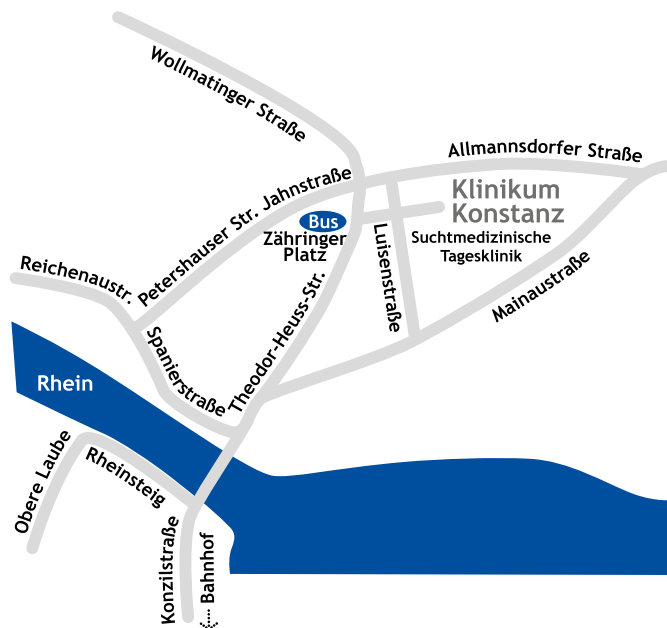 Wollmatinger Straße
Allmannsdorfer Straße
Petershauser Str. Jahnstraße
Klinikum
Konstanz
Bus
Zähringer
Platz
Luisenstraße
Suchtmedizinische
Tagesklinik
Reichenaustr.
Mainaustraße
Theodor-Heuss-Str.
Spanierstraße
Rhein
Obere Laube
Rheinsteig
Konzilstraße
Bahnhof